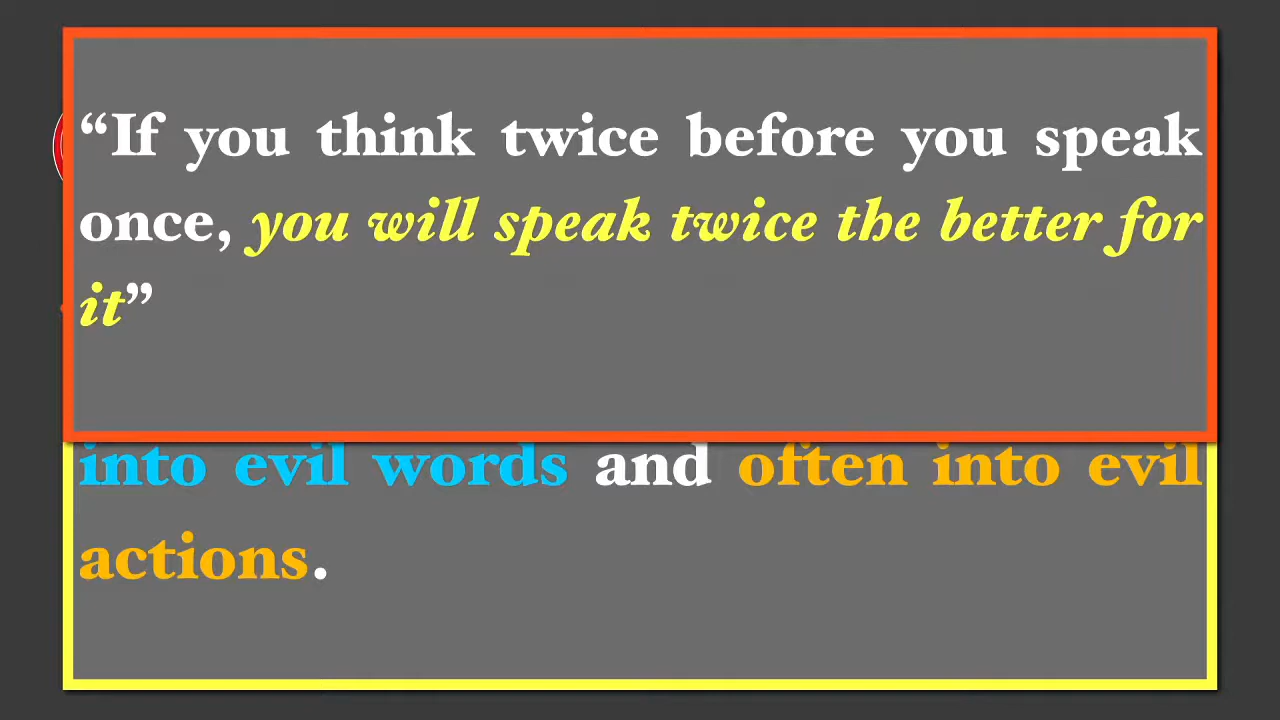 “If you think twice before you speak
once, you will speak twice the better for
it”
into evil words and often into evil
actions.